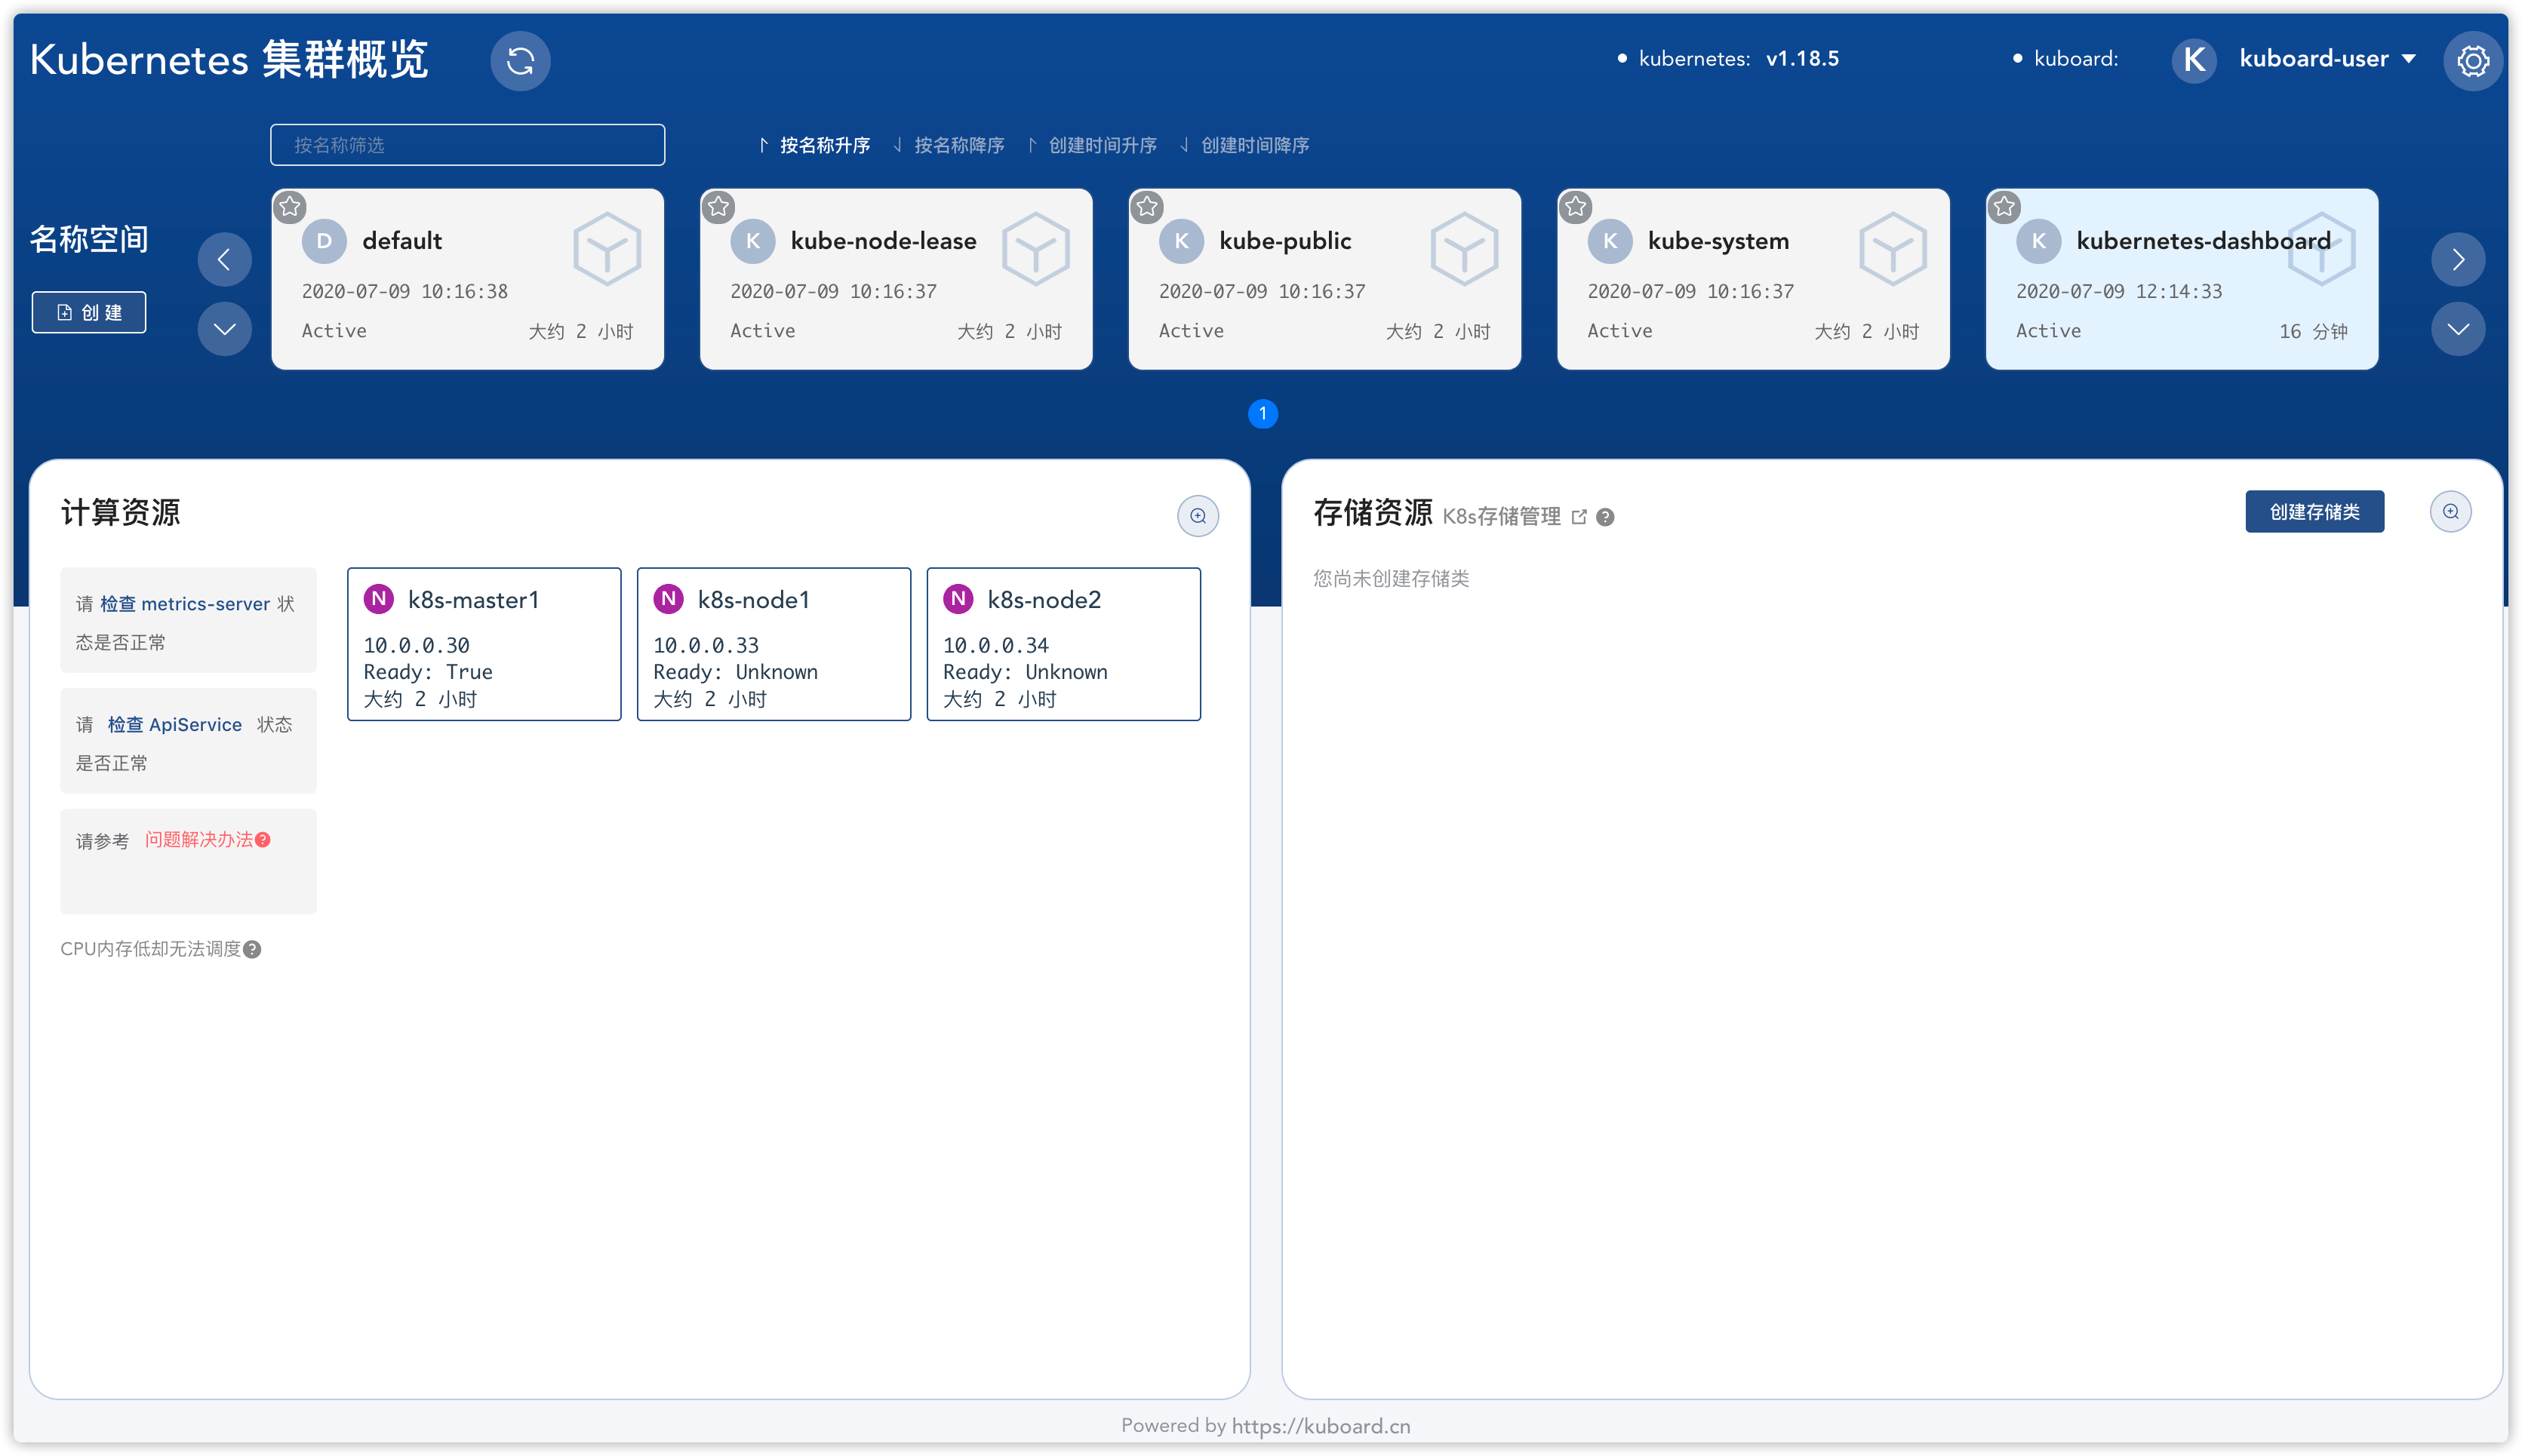 Kubernetes 集群概览
kubernetes: v1.18.5
kuboard:
K
kuboard-user
按名称筛选
按名称升序
按名称降序
创建时间升序
创建时间降序
名称空间
创 建
D
default
2020-07-09 10:16:38
Active
大约 2 小时
K
kube-node-lease
2020-07-09 10:16:37
Active
大约 2 小时
K
kube-public
2020-07-09 10:16:37
Active
大约 2 小时
K
kube-system
2020-07-09 10:16:37
Active
大约 2 小时
K
kubernetes-dashboard
2020-07-09 12:14:33
Active
16 分钟
1
计算资源
请 检查 metrics-server 状
态是否正常
请 检查 ApiService 状态
是否正常
请参考 问题解决办法?
CPU内存低却无法调度?
N
k8s-master1
10.0.0.30
Ready: True
大约 2 小时
N
k8s-node1
10.0.0.33
Ready: Unknown
大约 2 小时
N
k8s-node2
10.0.0.34
Ready: Unknown
大约 2 小时
存储资源 K8s存储管理 ?
创建存储类
您尚未创建存储类
Powered by https://kuboard.cn